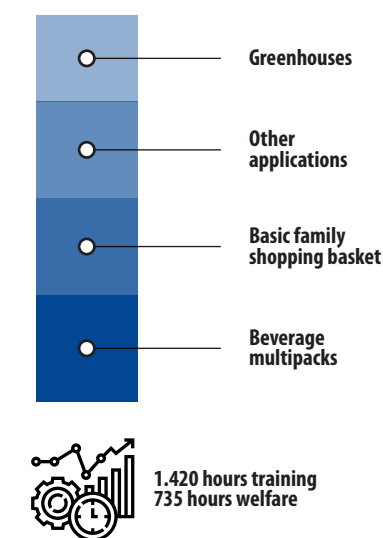 Greenhouses
Other
applications
Basic family
shopping basket
Beverage
multipacks
1.420 hours training
735 hours welfare